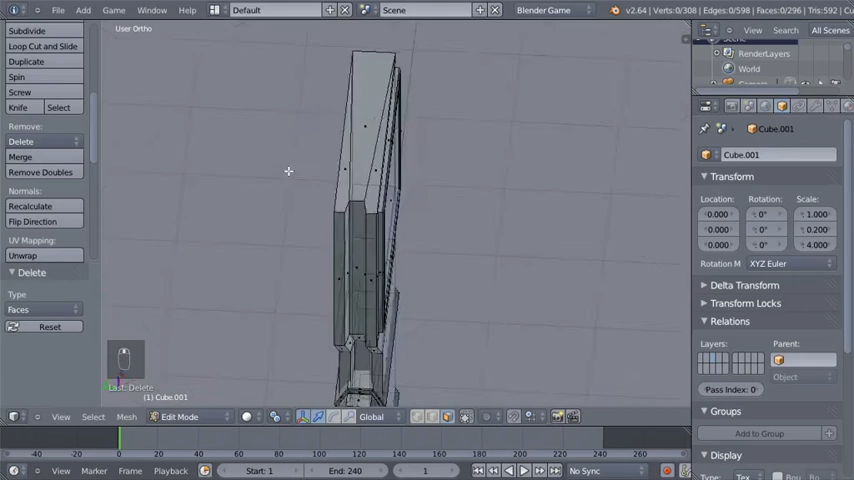 File Add Game Window Help Default Scene Blender Game v2.64 | Verts:0/308 | Edges:0/598 | Faces:0/296 | Tris:592
User Ortho
View Search All Scenes
Subdivide
Loop Cut and Slide
Duplicate
Spin
Screw
Knife Select
Remove:
Delete
Merge
Remove Doubles
Normals:
Recalculate
Flip Direction
UV Mapping:
Unwrap
Delete
Type
Faces
Reset
RenderLayers
World
Cube.001
Cube.001
Transform
Location: Rotation: Scale:
0.000 0° 1.000
0.000 0° 0.200
0.000 0° 4.000
Rotation M XYZ Euler
Delta Transform
Transform Locks
Relations
Layers: Parent:
Pass Index: 0
Groups
Add to Group
Display
Last: Delete
(1) Cube.001
View Select Mesh Edit Mode Global
-40 -20 0 20 40 60 80 100 120 140 160 180 200 220 240 260
View Marker Frame Playback Start: 1 End: 240 1 No Sync